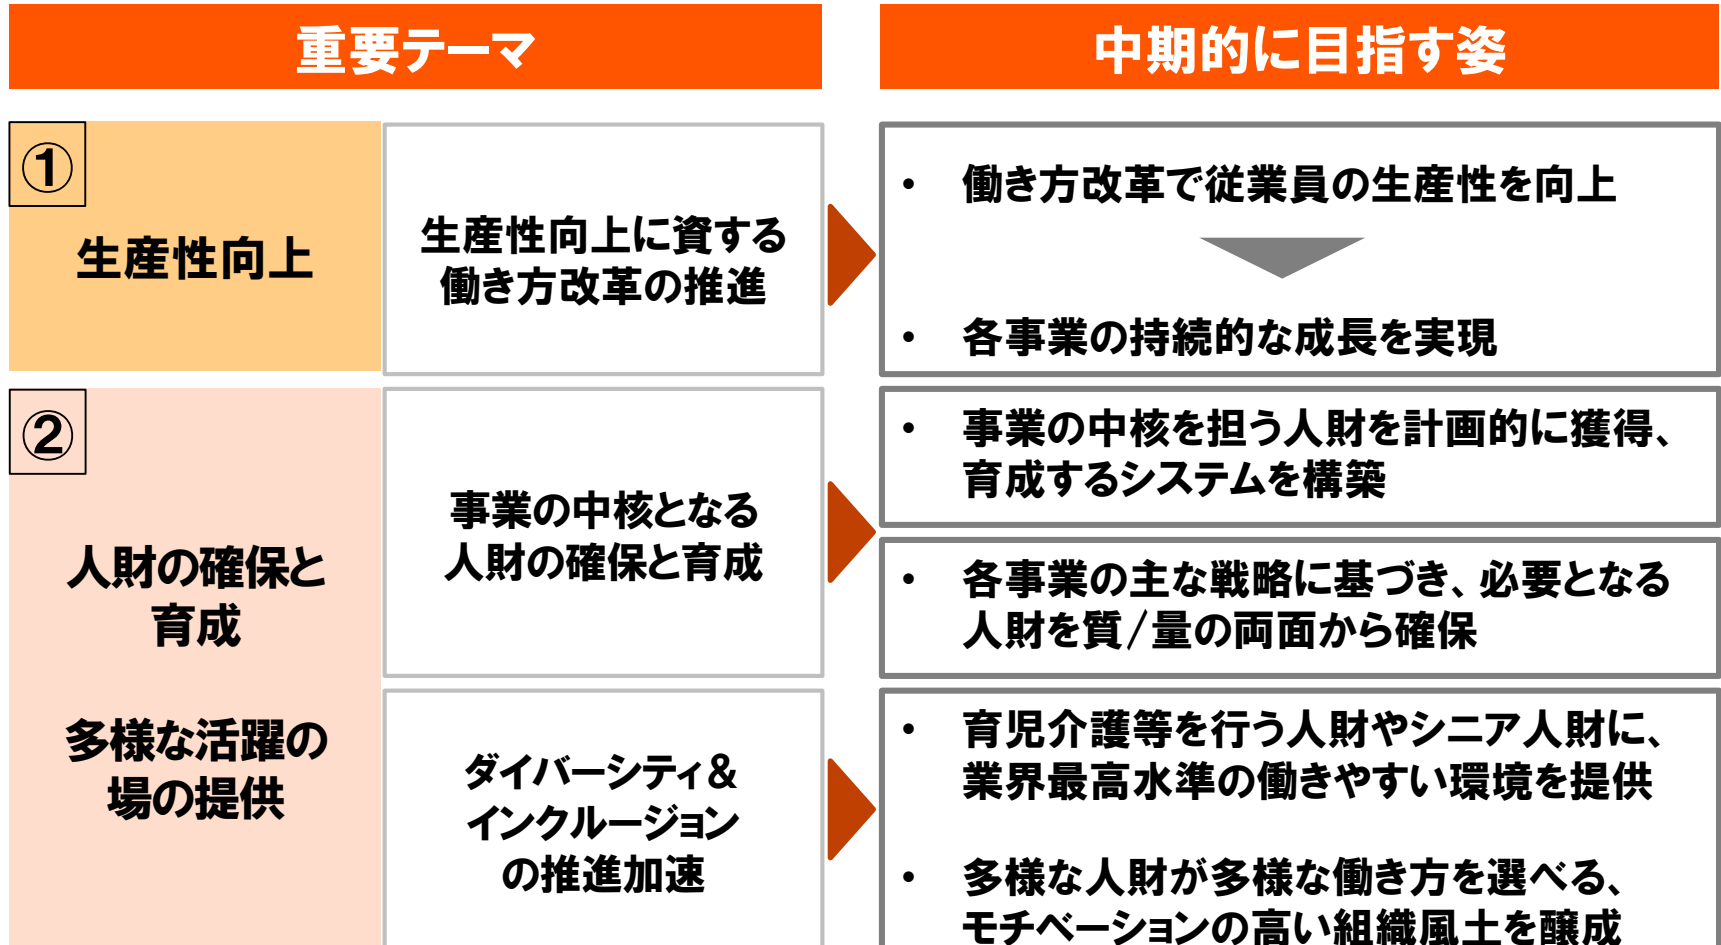 重要テーマ
中期的に目指す姿
①
生産性向上
生産性向上に資する
働き方改革の推進
• 働き方改革で従業員の生産性を向上
• 各事業の持続的な成長を実現
②
人財の確保と
育成
多様な活躍の
場の提供
事業の中核となる
人財の確保と育成
• 事業の中核を担う人財を計画的に獲得、
育成するシステムを構築
• 各事業の主な戦略に基づき、必要となる
人財を質/量の両面から確保
ダイバーシティ&
インクルージョン
の推進加速
• 育児介護等を行う人財やシニア人財に、
業界最高水準の働きやすい環境を提供
• 多様な人財が多様な働き方を選べる、
モチベーションの高い組織風土を醸成